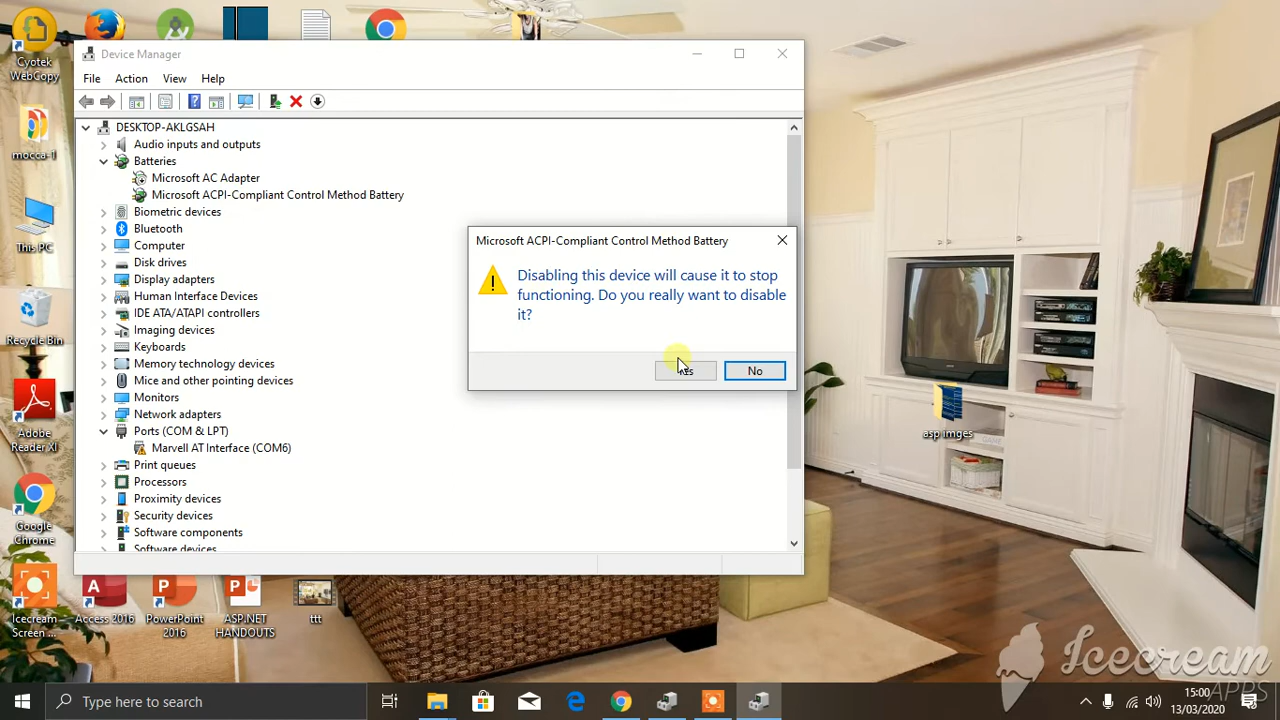 Cyotek
WebCopy
mocca-1
This PC
Recycle Bin
Adobe
Reader XI
Google
Chrome
Icecream
Screen ...
Device Manager
File Action View Help
DESKTOP-AKLGSAH
Audio inputs and outputs
Batteries
Microsoft AC Adapter
Microsoft ACPI-Compliant Control Method Battery
Biometric devices
Bluetooth
Computer
Disk drives
Display adapters
Human Interface Devices
IDE ATA/ATAPI controllers
Imaging devices
Keyboards
Memory technology devices
Mice and other pointing devices
Monitors
Network adapters
Ports (COM & LPT)
Marvell AT Interface (COM6)
Print queues
Processors
Proximity devices
Security devices
Software components
Software devices
Microsoft ACPI-Compliant Control Method Battery
Disabling this device will cause it to stop
functioning. Do you really want to disable
it?
No
asp imges
Access 2016
PowerPoint
2016
ASP.NET
HANDOUTS
ttt
Icecream
APPS
Type here to search
15:00
13/03/2020